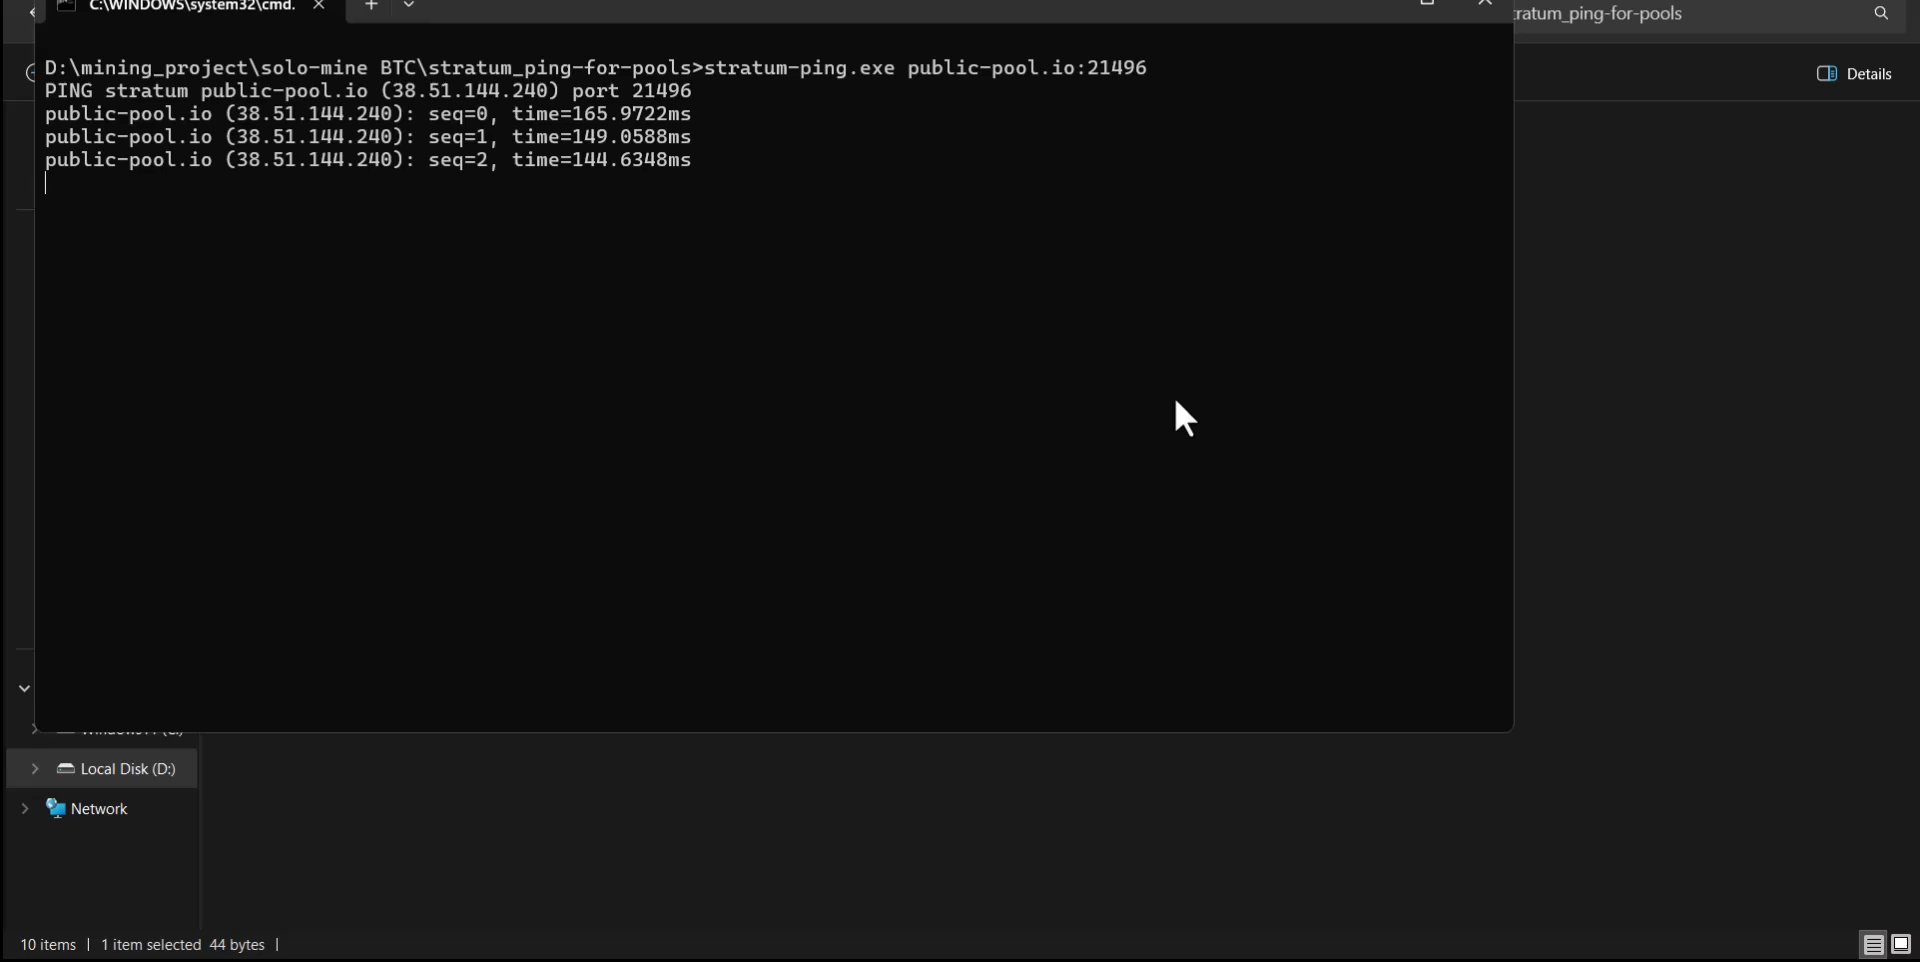 C:\WINDOWS\system32\cmd.
tratum_ping-for-pools
Details
D:\mining_project\solo-mine BTC\stratum_ping-for-pools>stratum-ping.exe public-pool.io:21496
PING stratum public-pool.io (38.51.144.240) port 21496
public-pool.io (38.51.144.240): seq=0, time=165.9722ms
public-pool.io (38.51.144.240): seq=1, time=149.0588ms
public-pool.io (38.51.144.240): seq=2, time=144.6348ms
Local Disk (D:)
Network
10 items | 1 item selected 44 bytes |